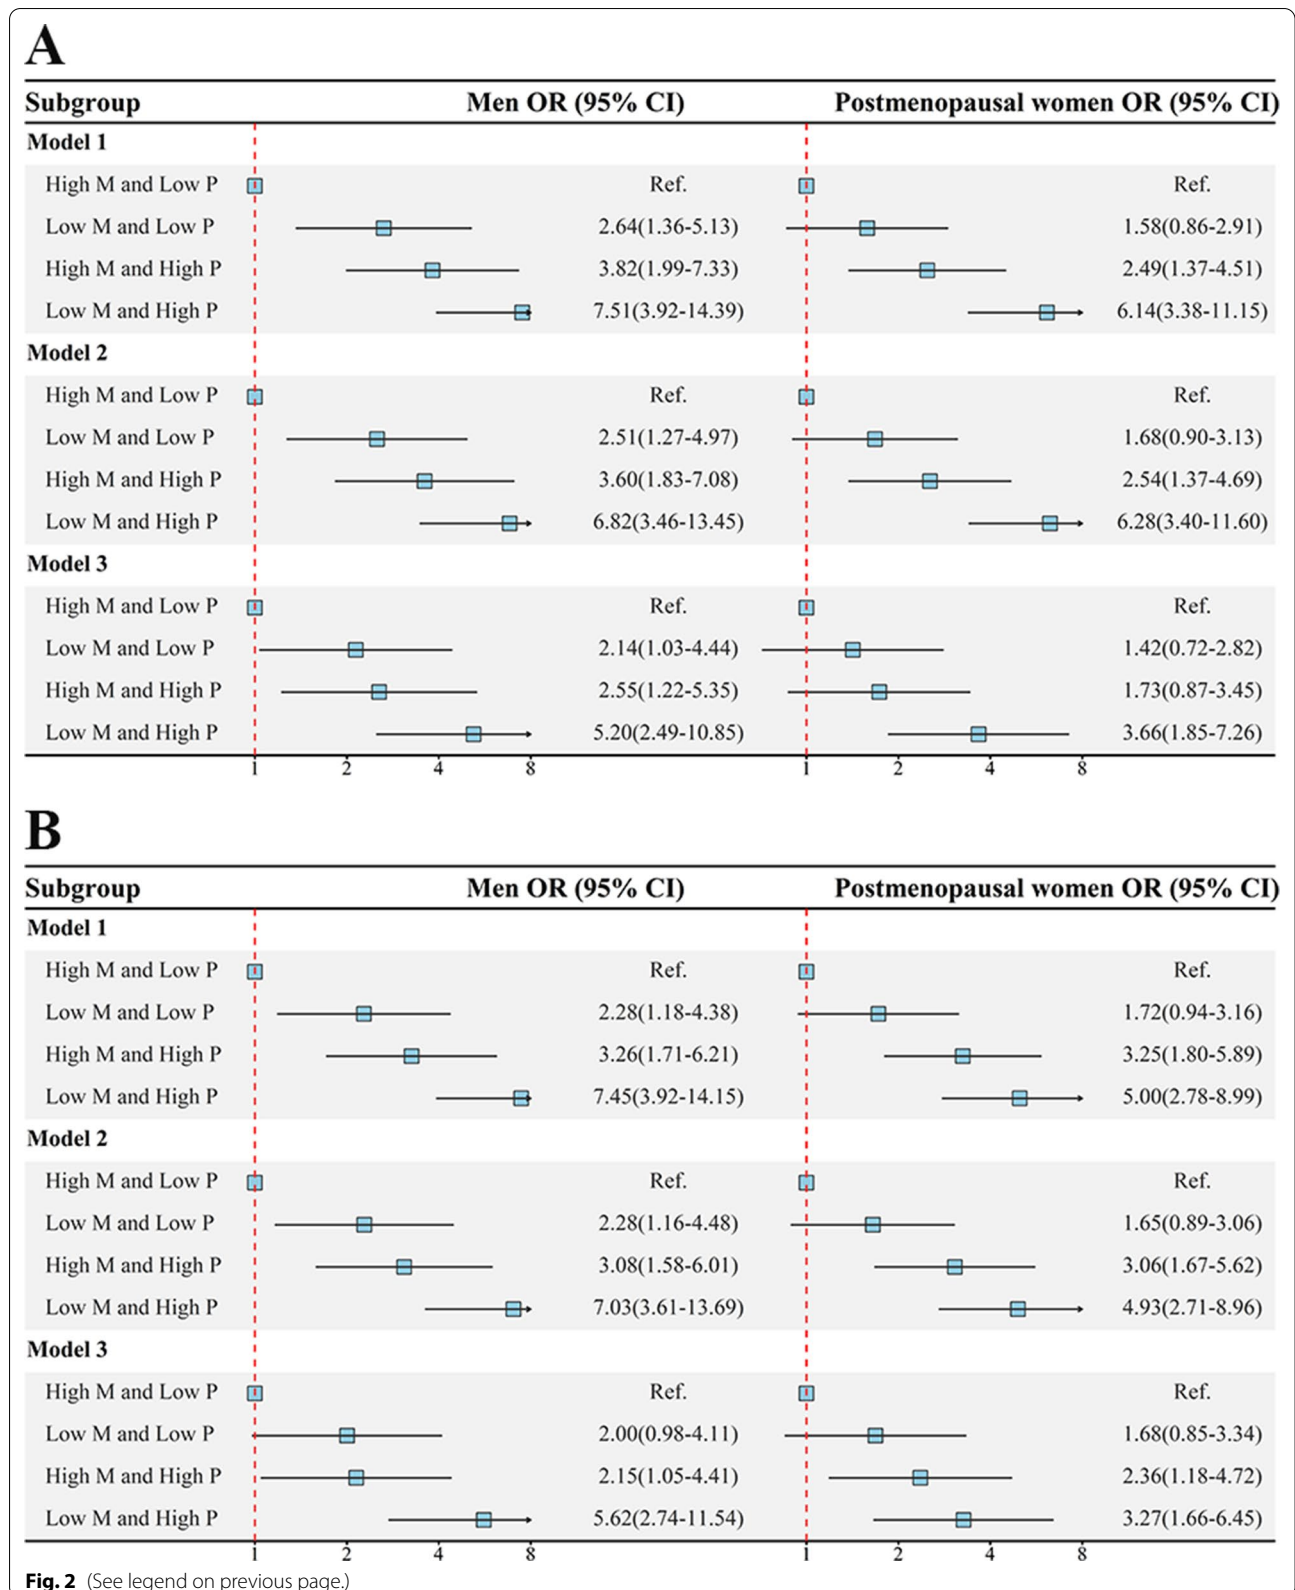 A
Subgroup Men OR (95% CI) Postmenopausal women OR (95% CI)
Model 1
High M and Low P Ref. Ref.
Low M and Low P 2.64(1.36-5.13) 1.58(0.86-2.91)
High M and High P 3.82(1.99-7.33) 2.49(1.37-4.51)
Low M and High P 7.51(3.92-14.39) 6.14(3.38-11.15)
Model 2
High M and Low P Ref. Ref.
Low M and Low P 2.51(1.27-4.97) 1.68(0.90-3.13)
High M and High P 3.60(1.83-7.08) 2.54(1.37-4.69)
Low M and High P 6.82(3.46-13.45) 6.28(3.40-11.60)
Model 3
High M and Low P Ref. Ref.
Low M and Low P 2.14(1.03-4.44) 1.42(0.72-2.82)
High M and High P 2.55(1.22-5.35) 1.73(0.87-3.45)
Low M and High P 5.20(2.49-10.85) 3.66(1.85-7.26)
1 2 4 8 1 2 4 8
B
Subgroup Men OR (95% CI) Postmenopausal women OR (95% CI)
Model 1
High M and Low P Ref. Ref.
Low M and Low P 2.28(1.18-4.38) 1.72(0.94-3.16)
High M and High P 3.26(1.71-6.21) 3.25(1.80-5.89)
Low M and High P 7.45(3.92-14.15) 5.00(2.78-8.99)
Model 2
High M and Low P Ref. Ref.
Low M and Low P 2.28(1.16-4.48) 1.65(0.89-3.06)
High M and High P 3.08(1.58-6.01) 3.06(1.67-5.62)
Low M and High P 7.03(3.61-13.69) 4.93(2.71-8.96)
Model 3
High M and Low P Ref. Ref.
Low M and Low P 2.00(0.98-4.11) 1.68(0.85-3.34)
High M and High P 2.15(1.05-4.41) 2.36(1.18-4.72)
Low M and High P 5.62(2.74-11.54) 3.27(1.66-6.45)
1 2 4 8 1 2 4 8
Fig. 2 (See legend on previous page.)